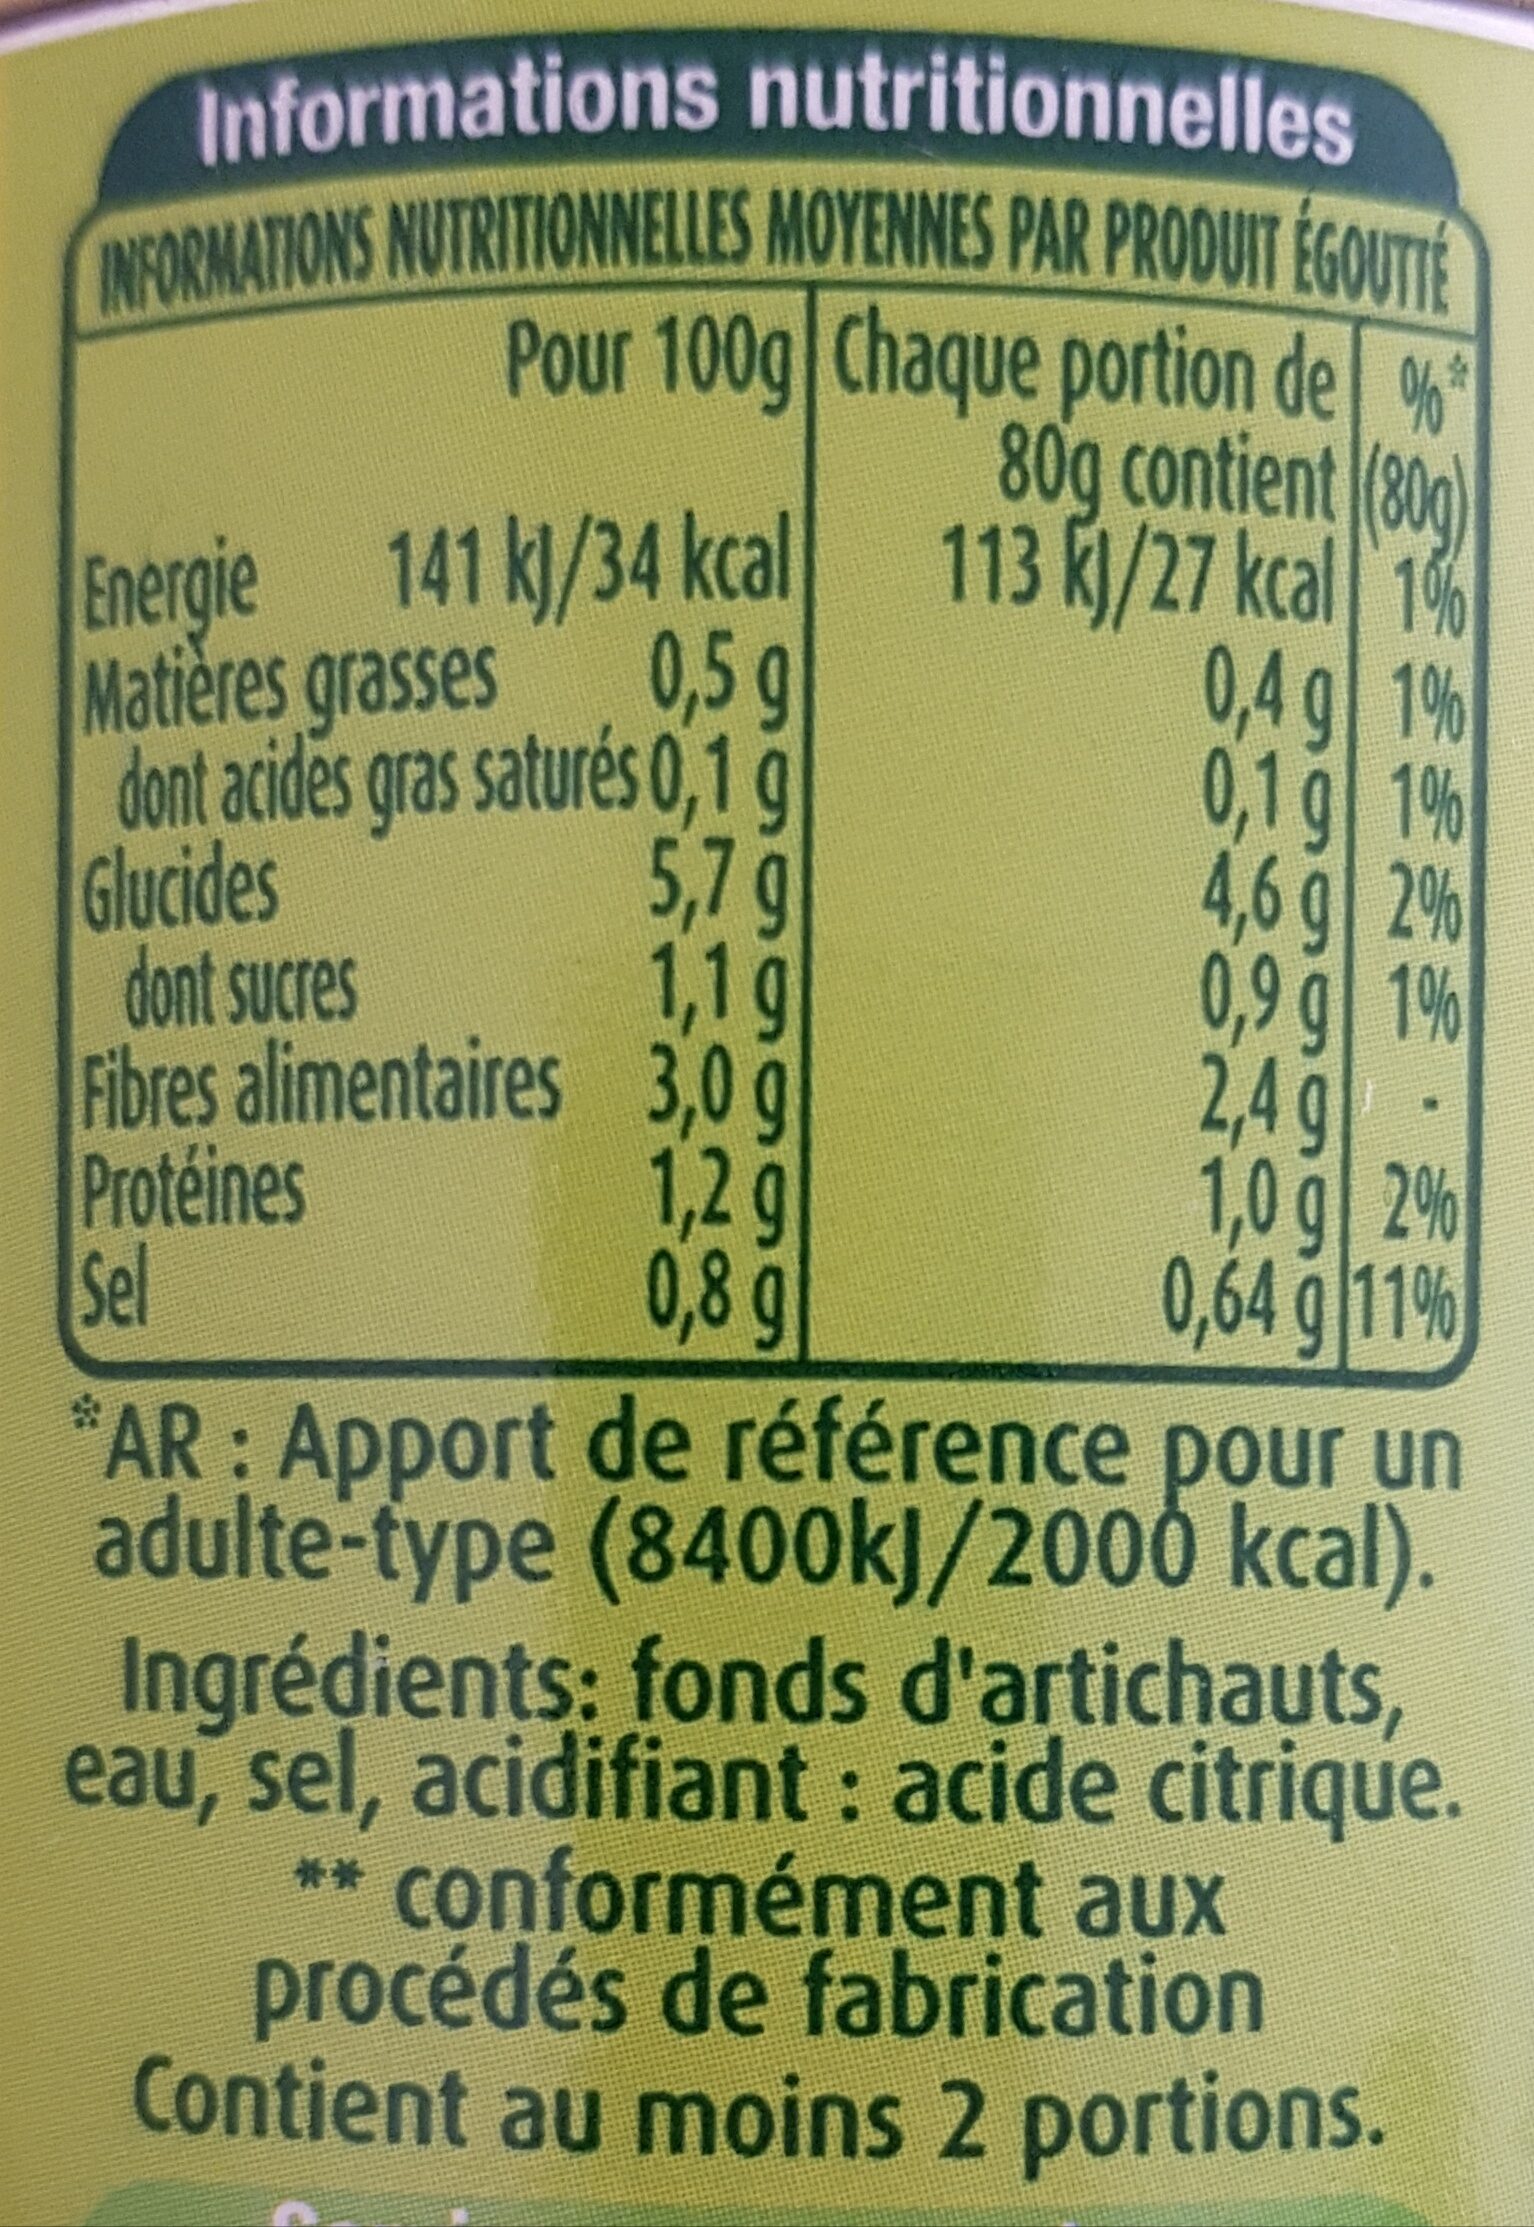 Informations nutritionnelles
INFORMATIONS NUTRITIONNELLES MOYENNES PAR PRODUIT ÉGOUTTÉ
Pour 100g Chaque portion de %*
80g contient (80g)
Energie 141 kJ/34 kcal 113 kJ/27 kcal 1%
Matières grasses 0,5 g 0,4 g 1%
dont acides gras saturés 0,1 g 0,1 g 1%
Glucides 5,7 g 4,6 g 2%
dont sucres 1,1 g 0,9 g 1%
Fibres alimentaires 3,0 g 2,4 g -
Protéines 1,2 g 1,0 g 2%
Sel 0,8 g 0,64 g 11%
*AR : Apport de référence pour un
adulte-type (8400kJ/2000 kcal).
Ingrédients: fonds d'artichauts,
eau, sel, acidifiant : acide citrique.
** conformément aux
procédés de fabrication
Contient au moins 2 portions.